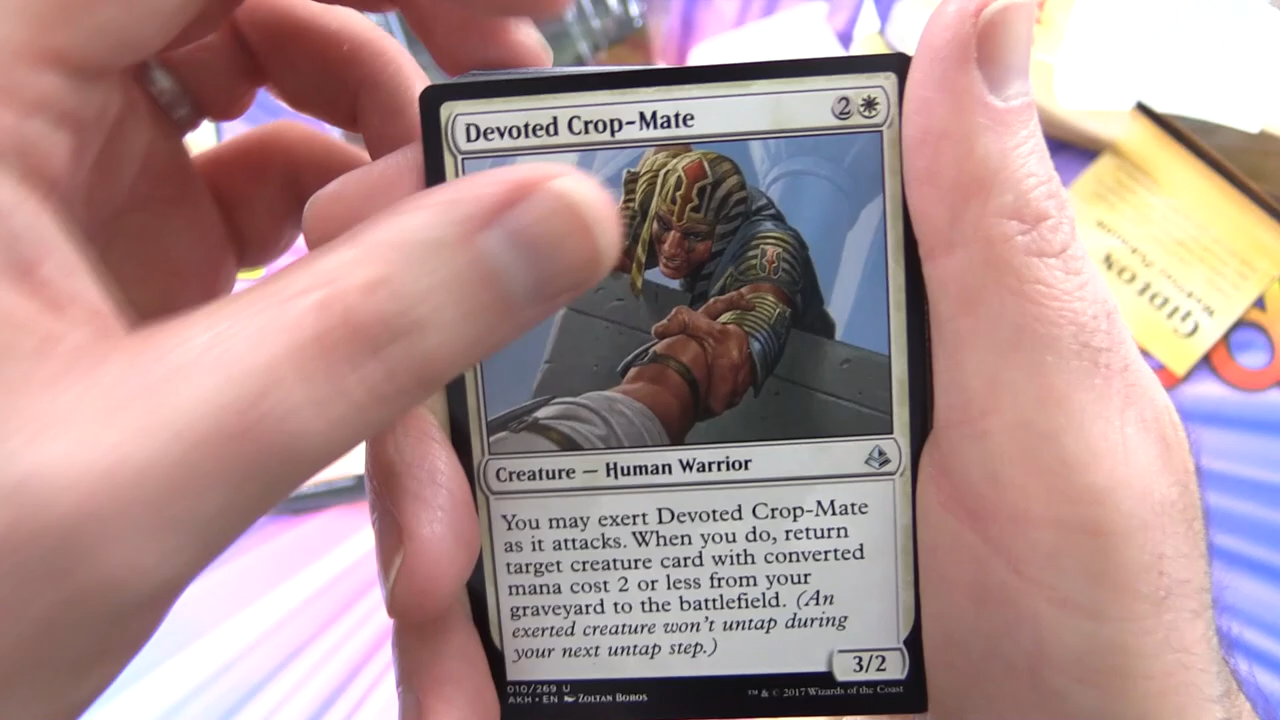 Devoted Crop-Mate 2
Creature — Human Warrior
You may exert Devoted Crop-Mate
as it attacks. When you do, return
target creature card with converted
mana cost 2 or less from your
graveyard to the battlefield. (An
exerted creature won't untap during
your next untap step.)
3/2
010/269 U
AKH • EN Zoltan Boros
™ & © 2017 Wizards of the Coast
GIDEON